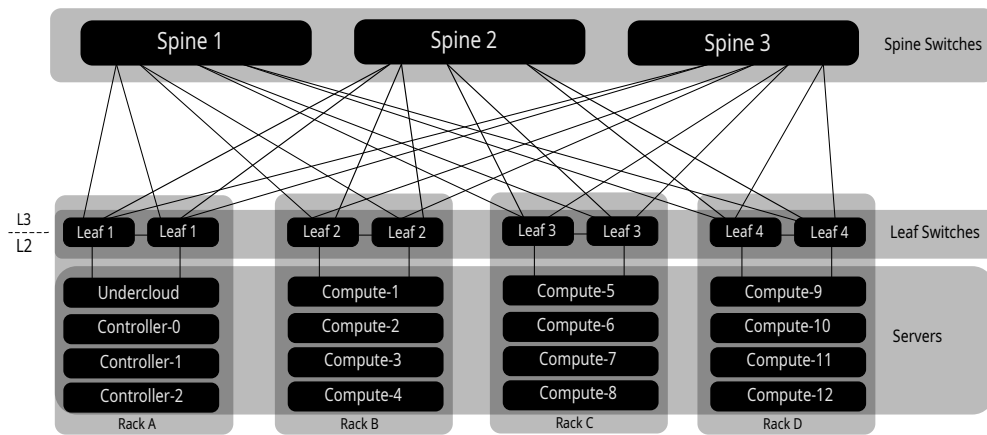 Spine 1
Spine 2
Spine 3
Spine Switches
L3
L2
Leaf 1
Leaf 1
Leaf 2
Leaf 2
Leaf 3
Leaf 3
Leaf 4
Leaf 4
Leaf Switches
Undercloud
Controller-0
Controller-1
Controller-2
Rack A
Compute-1
Compute-2
Compute-3
Compute-4
Rack B
Compute-5
Compute-6
Compute-7
Compute-8
Rack C
Compute-9
Compute-10
Compute-11
Compute-12
Rack D
Servers